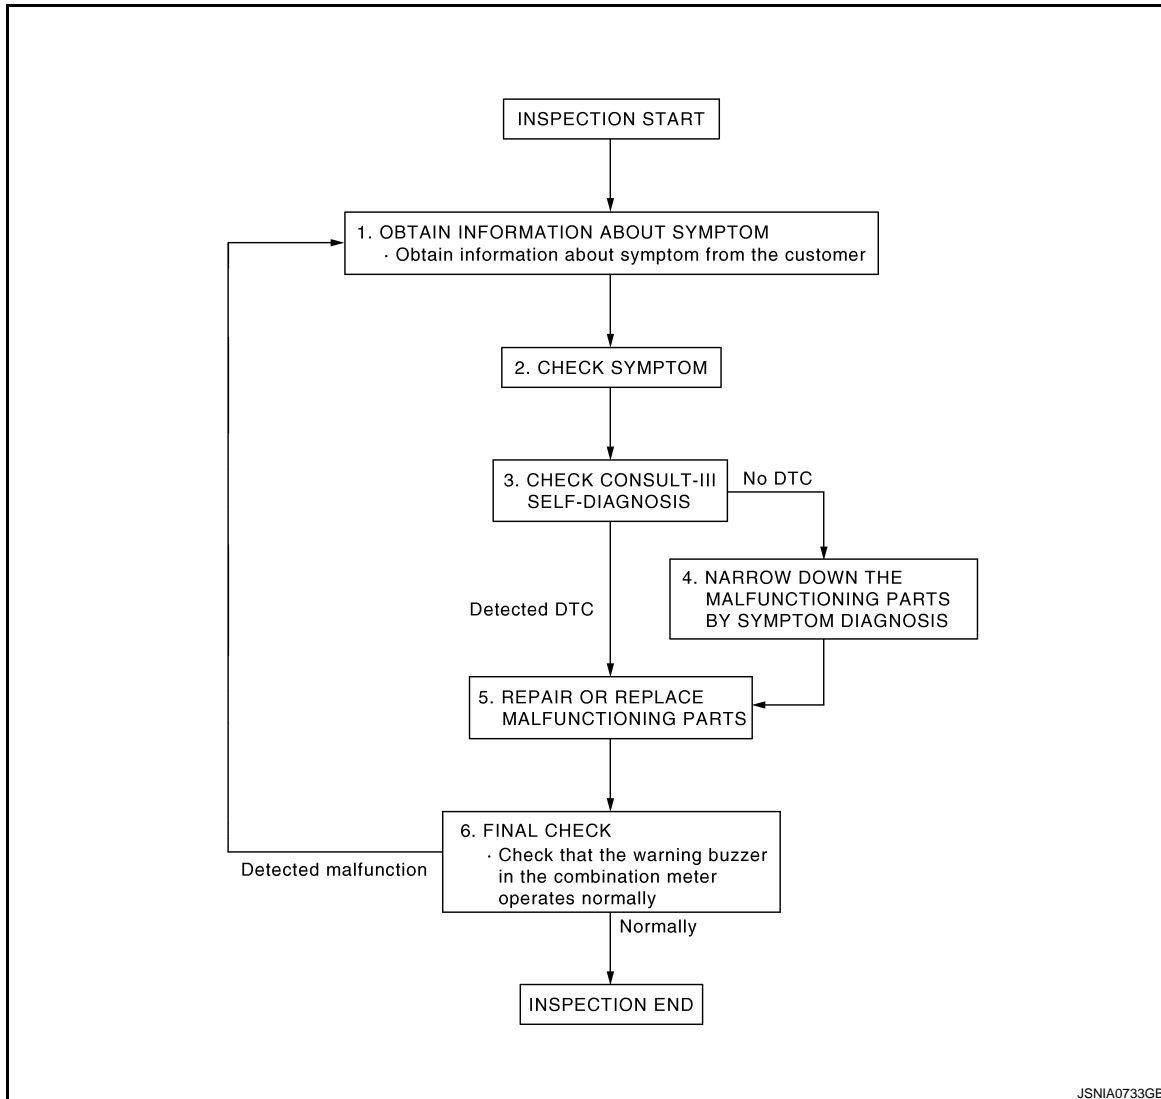 INSPECTION START
1. OBTAIN INFORMATION ABOUT SYMPTOM
· Obtain information about symptom from the customer
2. CHECK SYMPTOM
3. CHECK CONSULT-III
SELF-DIAGNOSIS
No DTC
4. NARROW DOWN THE
MALFUNCTIONING PARTS
BY SYMPTOM DIAGNOSIS
Detected DTC
5. REPAIR OR REPLACE
MALFUNCTIONING PARTS
6. FINAL CHECK
· Check that the warning buzzer
in the combination meter
operates normally
Detected malfunction
Normally
INSPECTION END
JSNIA0733GB